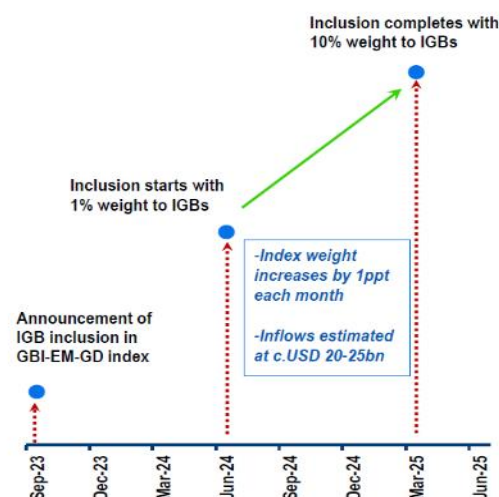 Inclusion completes with
10% weight to IGBs
Inclusion starts with
1% weight to IGBs
-Index weight
increases by 1ppt
each month
-Inflows estimated
at c.USD 20-25bn
Announcement of
IGB inclusion in
GBI-EM-GD index
Sep-23
Dec-23
Mar-24
Jun-24
Sep-24
Dec-24
Mar-25
Jun-25